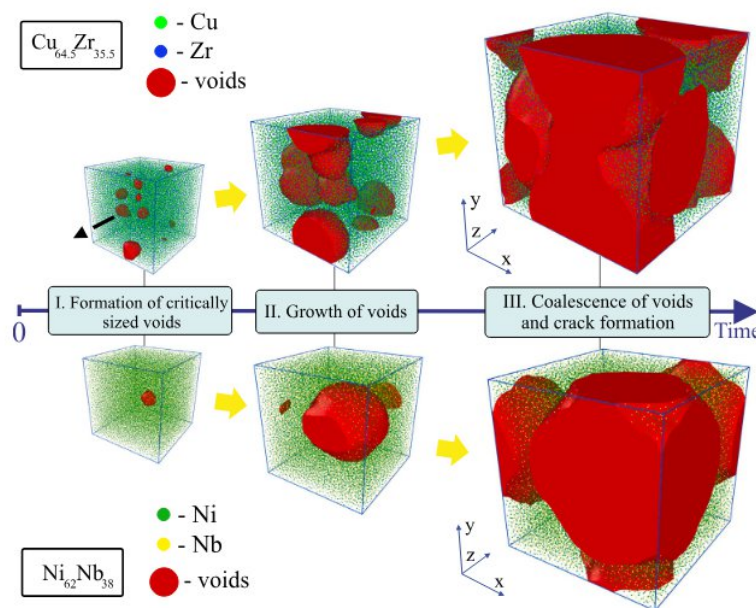 Cu64.5Zr35.5
- Cu
- Zr
- voids
y
z
x
I. Formation of critically
sized voids
II. Growth of voids
III. Coalescence of voids
and crack formation
0
Time
- Ni
- Nb
- voids
Ni62Nb38
y
z
x